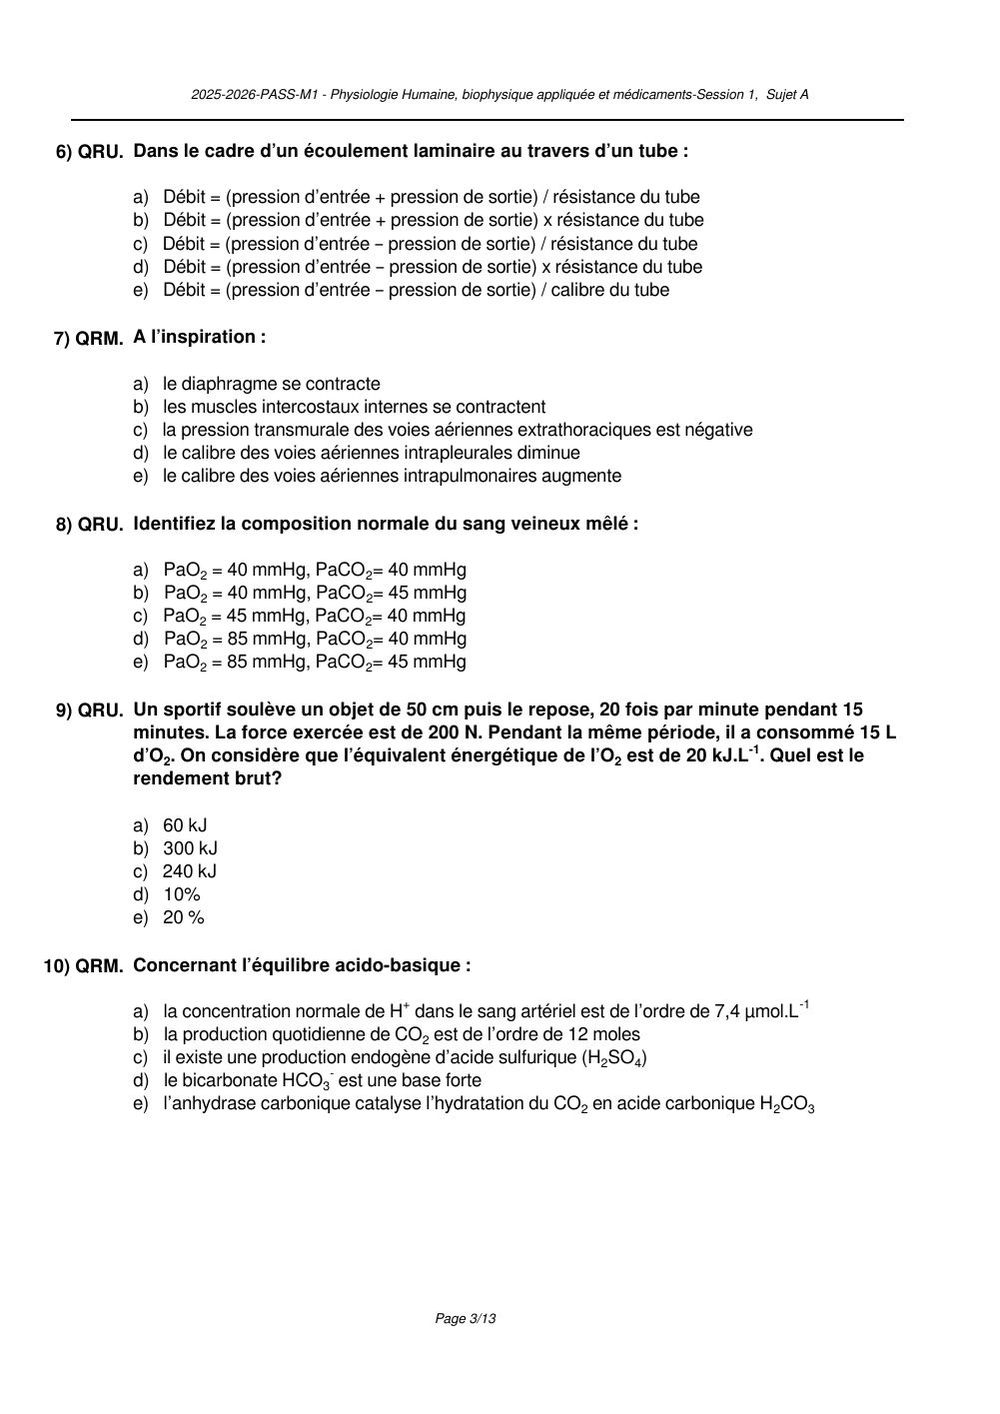 2025-2026-PASS-M1 - Physiologie Humaine, biophysique appliquée et médicaments-Session 1, Sujet A
6) QRU. Dans le cadre d’un écoulement laminaire au travers d’un tube :
a) Débit = (pression d’entrée + pression de sortie) / résistance du tube
b) Débit = (pression d’entrée + pression de sortie) x résistance du tube
c) Débit = (pression d’entrée – pression de sortie) / résistance du tube
d) Débit = (pression d’entrée – pression de sortie) x résistance du tube
e) Débit = (pression d’entrée – pression de sortie) / calibre du tube
7) QRM. A l’inspiration :
a) le diaphragme se contracte
b) les muscles intercostaux internes se contractent
c) la pression transmurale des voies aériennes extrathoraciques est négative
d) le calibre des voies aériennes intrapleurales diminue
e) le calibre des voies aériennes intrapulmonaires augmente
8) QRU. Identifiez la composition normale du sang veineux mêlé :
a) PaO₂ = 40 mmHg, PaCO₂= 40 mmHg
b) PaO₂ = 40 mmHg, PaCO₂= 45 mmHg
c) PaO₂ = 45 mmHg, PaCO₂= 40 mmHg
d) PaO₂ = 85 mmHg, PaCO₂= 40 mmHg
e) PaO₂ = 85 mmHg, PaCO₂= 45 mmHg
9) QRU. Un sportif soulève un objet de 50 cm puis le repose, 20 fois par minute pendant 15
minutes. La force exercée est de 200 N. Pendant la même période, il a consommé 15 L
d’O₂. On considère que l’équivalent énergétique de l’O₂ est de 20 kJ.L⁻¹. Quel est le
rendement brut?
a) 60 kJ
b) 300 kJ
c) 240 kJ
d) 10%
e) 20 %
10) QRM. Concernant l’équilibre acido-basique :
a) la concentration normale de H⁺ dans le sang artériel est de l’ordre de 7,4 µmol.L⁻¹
b) la production quotidienne de CO₂ est de l’ordre de 12 moles
c) il existe une production endogène d’acide sulfurique (H₂SO₄)
d) le bicarbonate HCO₃⁻ est une base forte
e) l’anhydrase carbonique catalyse l’hydratation du CO₂ en acide carbonique H₂CO₃
Page 3/13